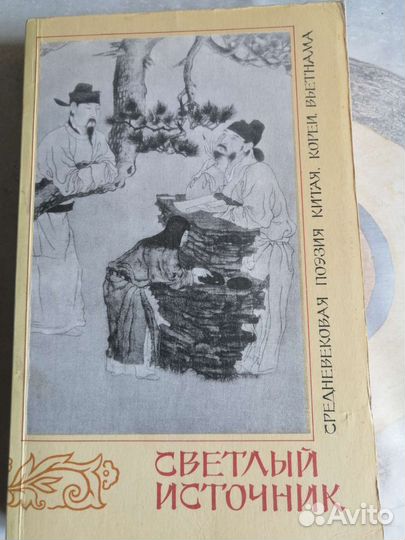 СРЕДНЕВЕКОВАЯ ПОЭЗИЯ КИТАЯ, КОРЕИ, ВЬЕТНАМА
СВЕТЛЫЙ
ИСТОЧНИК
Avito